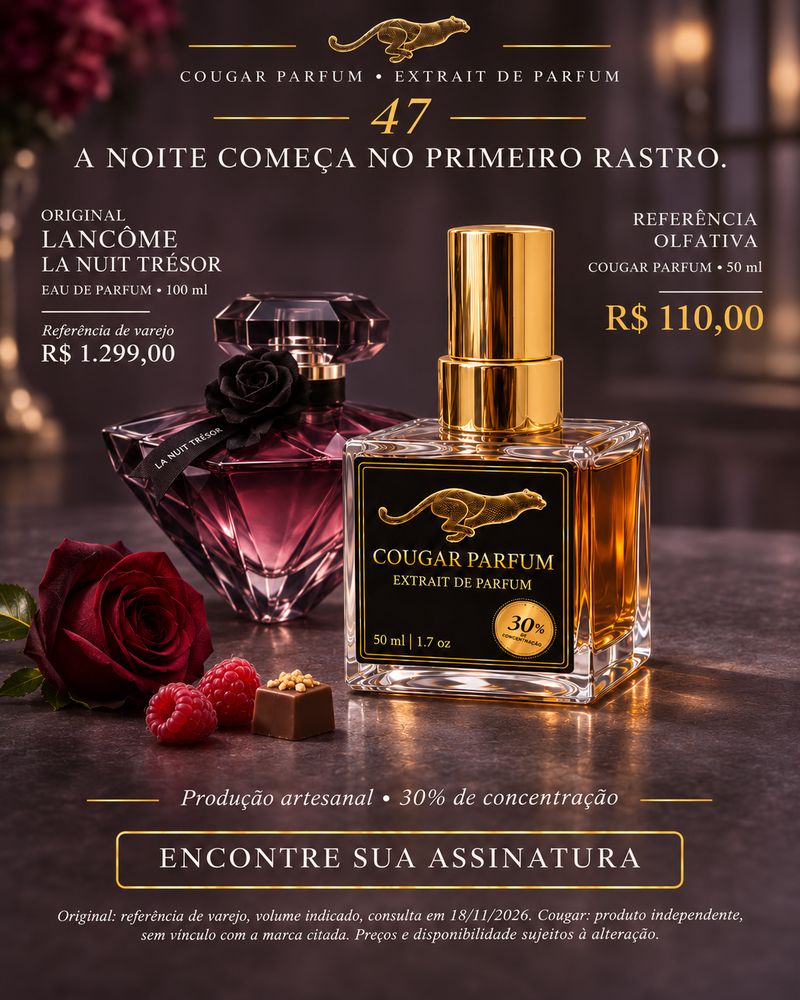 COUGAR PARFUM • EXTRAIT DE PARFUM
47
A NOITE COMEÇA NO PRIMEIRO RASTRO.
ORIGINAL
LANCÔME
LA NUIT TRÉSOR
EAU DE PARFUM • 100 ml
Referência de varejo
R$ 1.299,00
REFERÊNCIA
OLFATIVA
COUGAR PARFUM • 50 ml
R$ 110,00
LA NUIT TRÉSOR
COUGAR PARFUM
EXTRAIT DE PARFUM
30%
DE
CONCENTRAÇÃO
50 ml | 1.7 oz
Produção artesanal • 30% de concentração
ENCONTRE SUA ASSINATURA
Original: referência de varejo, volume indicado, consulta em 18/11/2026. Cougar: produto independente,
sem vínculo com a marca citada. Preços e disponibilidade sujeitos à alteração.